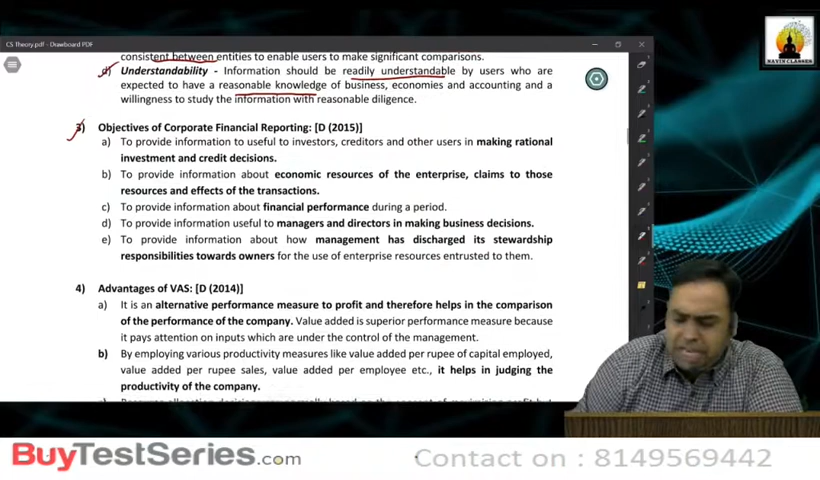 CS Theory.pdf - Drawboard PDF
NAVIN CLASSES
consistent between entities to enable users to make significant comparisons.
d) Understandability - Information should be readily understandable by users who are
expected to have a reasonable knowledge of business, economies and accounting and a
willingness to study the information with reasonable diligence.
3) Objectives of Corporate Financial Reporting: [D (2015)]
a) To provide information to useful to investors, creditors and other users in making rational
investment and credit decisions.
b) To provide information about economic resources of the enterprise, claims to those
resources and effects of the transactions.
c) To provide information about financial performance during a period.
d) To provide information useful to managers and directors in making business decisions.
e) To provide information about how management has discharged its stewardship
responsibilities towards owners for the use of enterprise resources entrusted to them.
4) Advantages of VAS: [D (2014)]
a) It is an alternative performance measure to profit and therefore helps in the comparison
of the performance of the company. Value added is superior performance measure because
it pays attention on inputs which are under the control of the management.
b) By employing various productivity measures like value added per rupee of capital employed,
value added per rupee sales, value added per employee etc., it helps in judging the
productivity of the company.
BuyTestSeries.com
Contact on : 8149569442